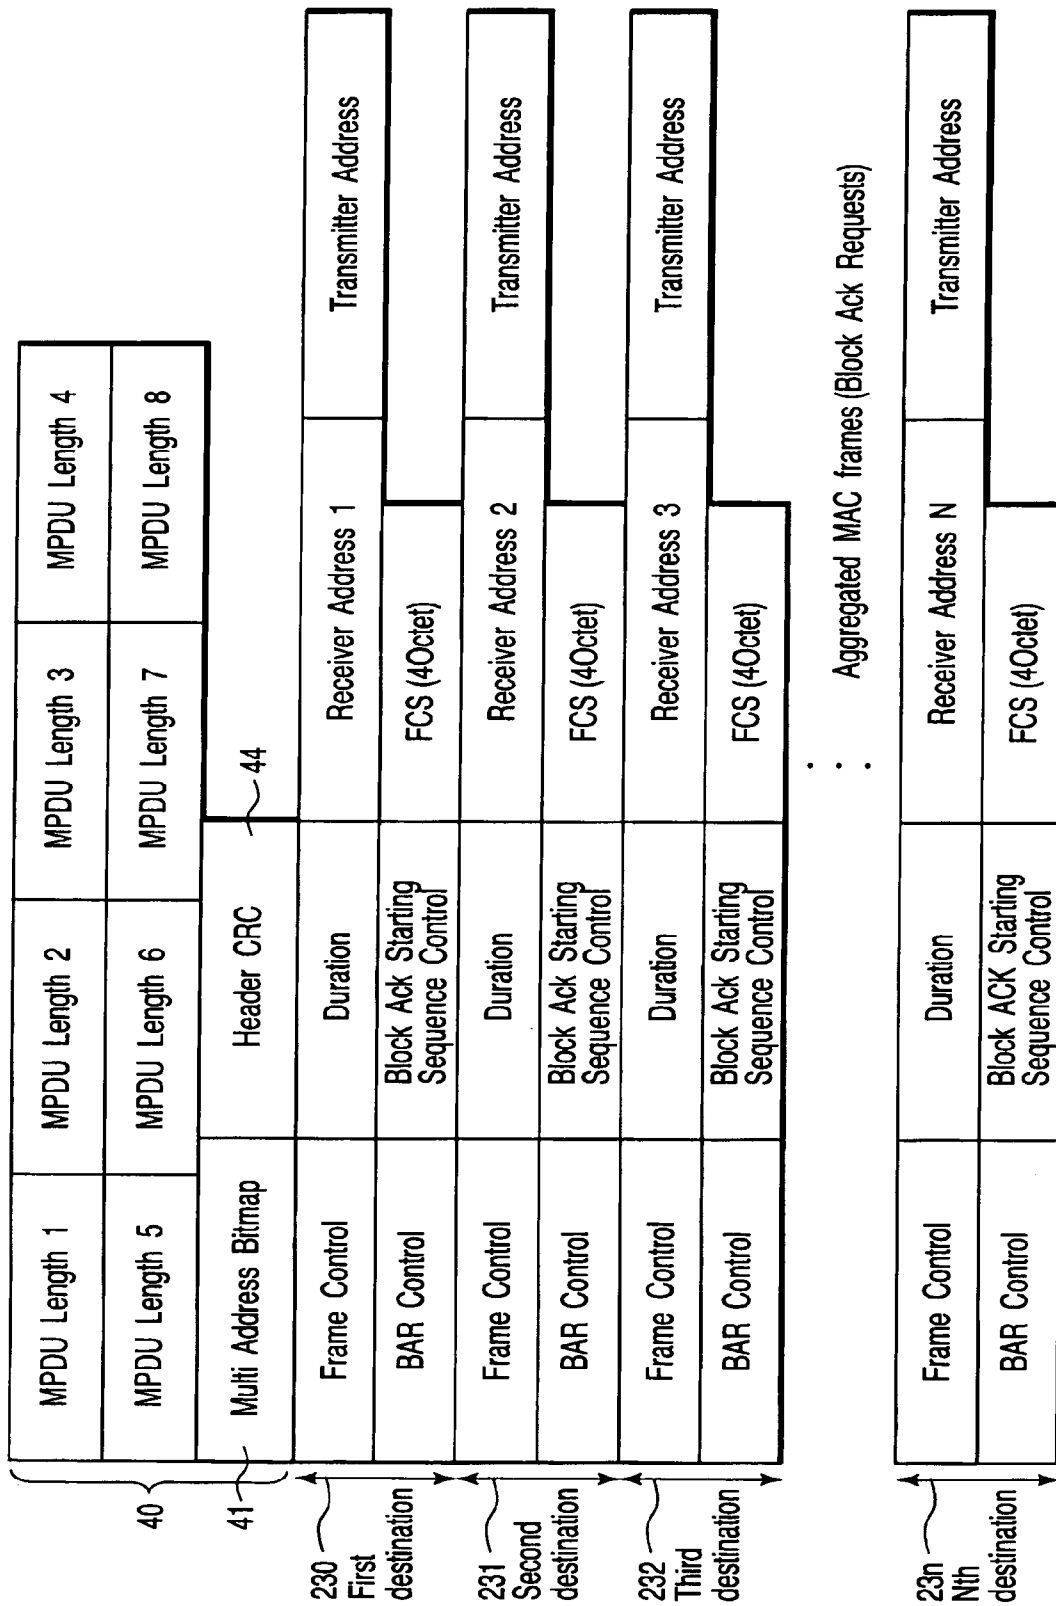 MPDU Length 1 MPDU Length 2 MPDU Length 3 MPDU Length 4
MPDU Length 5 MPDU Length 6 MPDU Length 7 MPDU Length 8
Multi Address Bitmap Header CRC 44
40
41
Frame Control Duration Receiver Address 1 Transmitter Address
BAR Control Block Ack Starting Sequence Control FCS (4Octet)
230
First
destination
Frame Control Duration Receiver Address 2 Transmitter Address
BAR Control Block Ack Starting Sequence Control FCS (4Octet)
231
Second
destination
Frame Control Duration Receiver Address 3 Transmitter Address
BAR Control Block Ack Starting Sequence Control FCS (4Octet)
232
Third
destination
Aggregated MAC frames (Block Ack Requests)
Frame Control Duration Receiver Address N Transmitter Address
BAR Control Block ACK Starting Sequence Control FCS (4Octet)
23n
Nth
destination